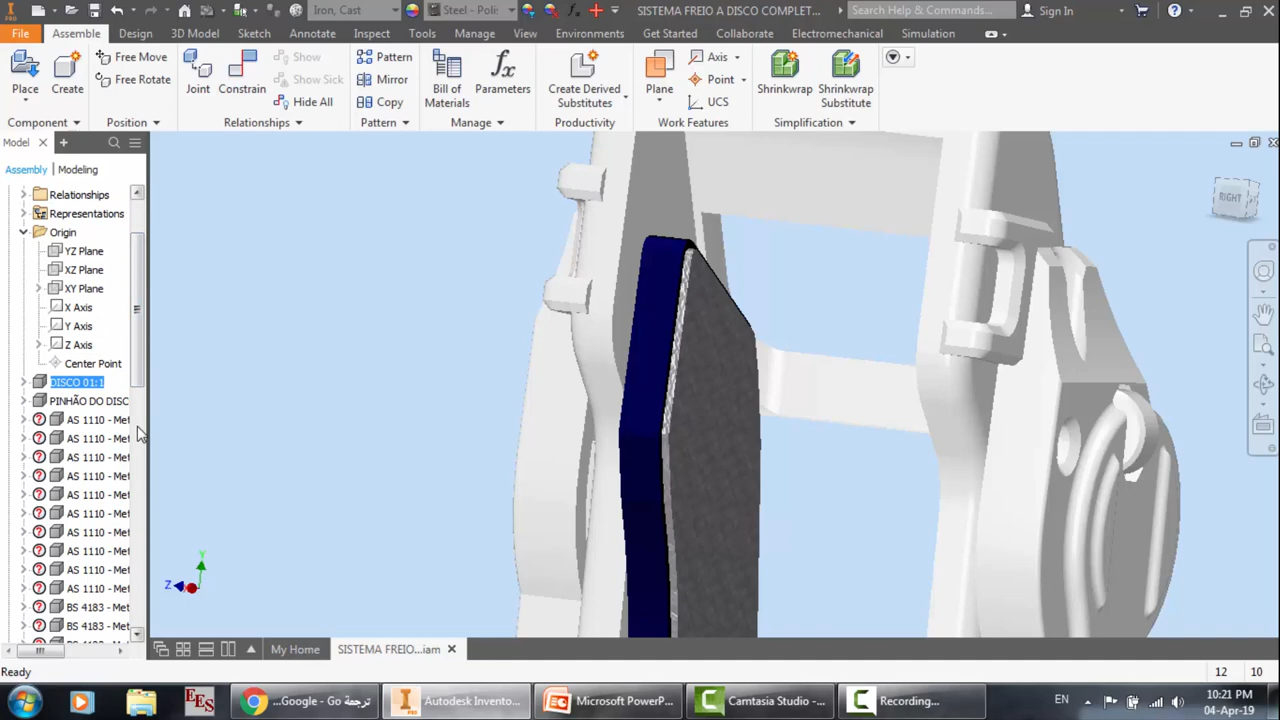 Iron, Cast
Steel - Polis
SISTEMA FREIO A DISCO COMPLET...
Search Help & Commands...
Sign In
PRO
File
Assemble
Design
3D Model
Sketch
Annotate
Inspect
Tools
Manage
View
Environments
Get Started
Collaborate
Electromechanical
Simulation
Place
Create
Free Move
Free Rotate
Joint
Constrain
Show
Show Sick
Hide All
Pattern
Mirror
Copy
Bill of Materials
Parameters
Create Derived Substitutes
Plane
Axis
Point
UCS
Shrinkwrap
Shrinkwrap Substitute
Component
Position
Relationships
Pattern
Manage
Productivity
Work Features
Simplification
Model
Assembly
Modeling
Relationships
Representations
Origin
YZ Plane
XZ Plane
XY Plane
X Axis
Y Axis
Z Axis
Center Point
DISCO 01:1
PINHÃO DO DISC
AS 1110 - Met
AS 1110 - Met
AS 1110 - Met
AS 1110 - Met
AS 1110 - Met
AS 1110 - Met
AS 1110 - Met
AS 1110 - Met
AS 1110 - Met
AS 1110 - Met
BS 4183 - Met
BS 4183 - Met
RIGHT
Y
Z
My Home
SISTEMA FREIO...iam
Ready
12
10
EES
ترجمة Google - Go...
Autodesk Invento...
Microsoft PowerP...
Camtasia Studio -...
Recording...
EN
10:21 PM
04-Apr-19